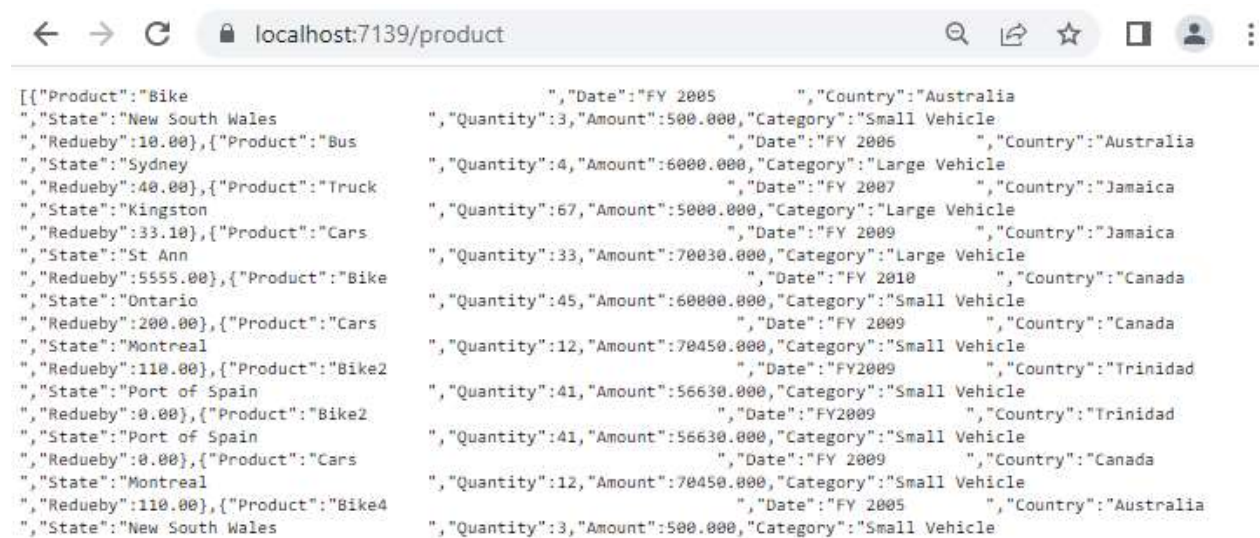 localhost:7139/product
[{"Product":"Bike ","Date":"FY 2005 ","Country":"Australia
","State":"New South Wales ","Quantity":3,"Amount":500.000,"Category":"Small Vehicle
","Redueby":10.00},{"Product":"Bus ","Date":"FY 2006 ","Country":"Australia
","State":"Sydney ","Quantity":4,"Amount":6000.000,"Category":"Large Vehicle
","Redueby":40.00},{"Product":"Truck ","Date":"FY 2007 ","Country":"Jamaica
","State":"Kingston ","Quantity":67,"Amount":5000.000,"Category":"Large Vehicle
","Redueby":33.10},{"Product":"Cars ","Date":"FY 2009 ","Country":"Jamaica
","State":"St Ann ","Quantity":33,"Amount":70030.000,"Category":"Large Vehicle
","Redueby":5555.00},{"Product":"Bike ","Date":"FY 2010 ","Country":"Canada
","State":"Ontario ","Quantity":45,"Amount":60000.000,"Category":"Small Vehicle
","Redueby":200.00},{"Product":"Cars ","Date":"FY 2009 ","Country":"Canada
","State":"Montreal ","Quantity":12,"Amount":70450.000,"Category":"Small Vehicle
","Redueby":110.00},{"Product":"Bike2 ","Date":"FY2009 ","Country":"Trinidad
","State":"Port of Spain ","Quantity":41,"Amount":56630.000,"Category":"Small Vehicle
","Redueby":0.00},{"Product":"Bike2 ","Date":"FY2009 ","Country":"Trinidad
","State":"Port of Spain ","Quantity":41,"Amount":56630.000,"Category":"Small Vehicle
","Redueby":0.00},{"Product":"Cars ","Date":"FY 2009 ","Country":"Canada
","State":"Montreal ","Quantity":12,"Amount":70450.000,"Category":"Small Vehicle
","Redueby":110.00},{"Product":"Bike4 ","Date":"FY 2005 ","Country":"Australia
","State":"New South Wales ","Quantity":3,"Amount":500.000,"Category":"Small Vehicle